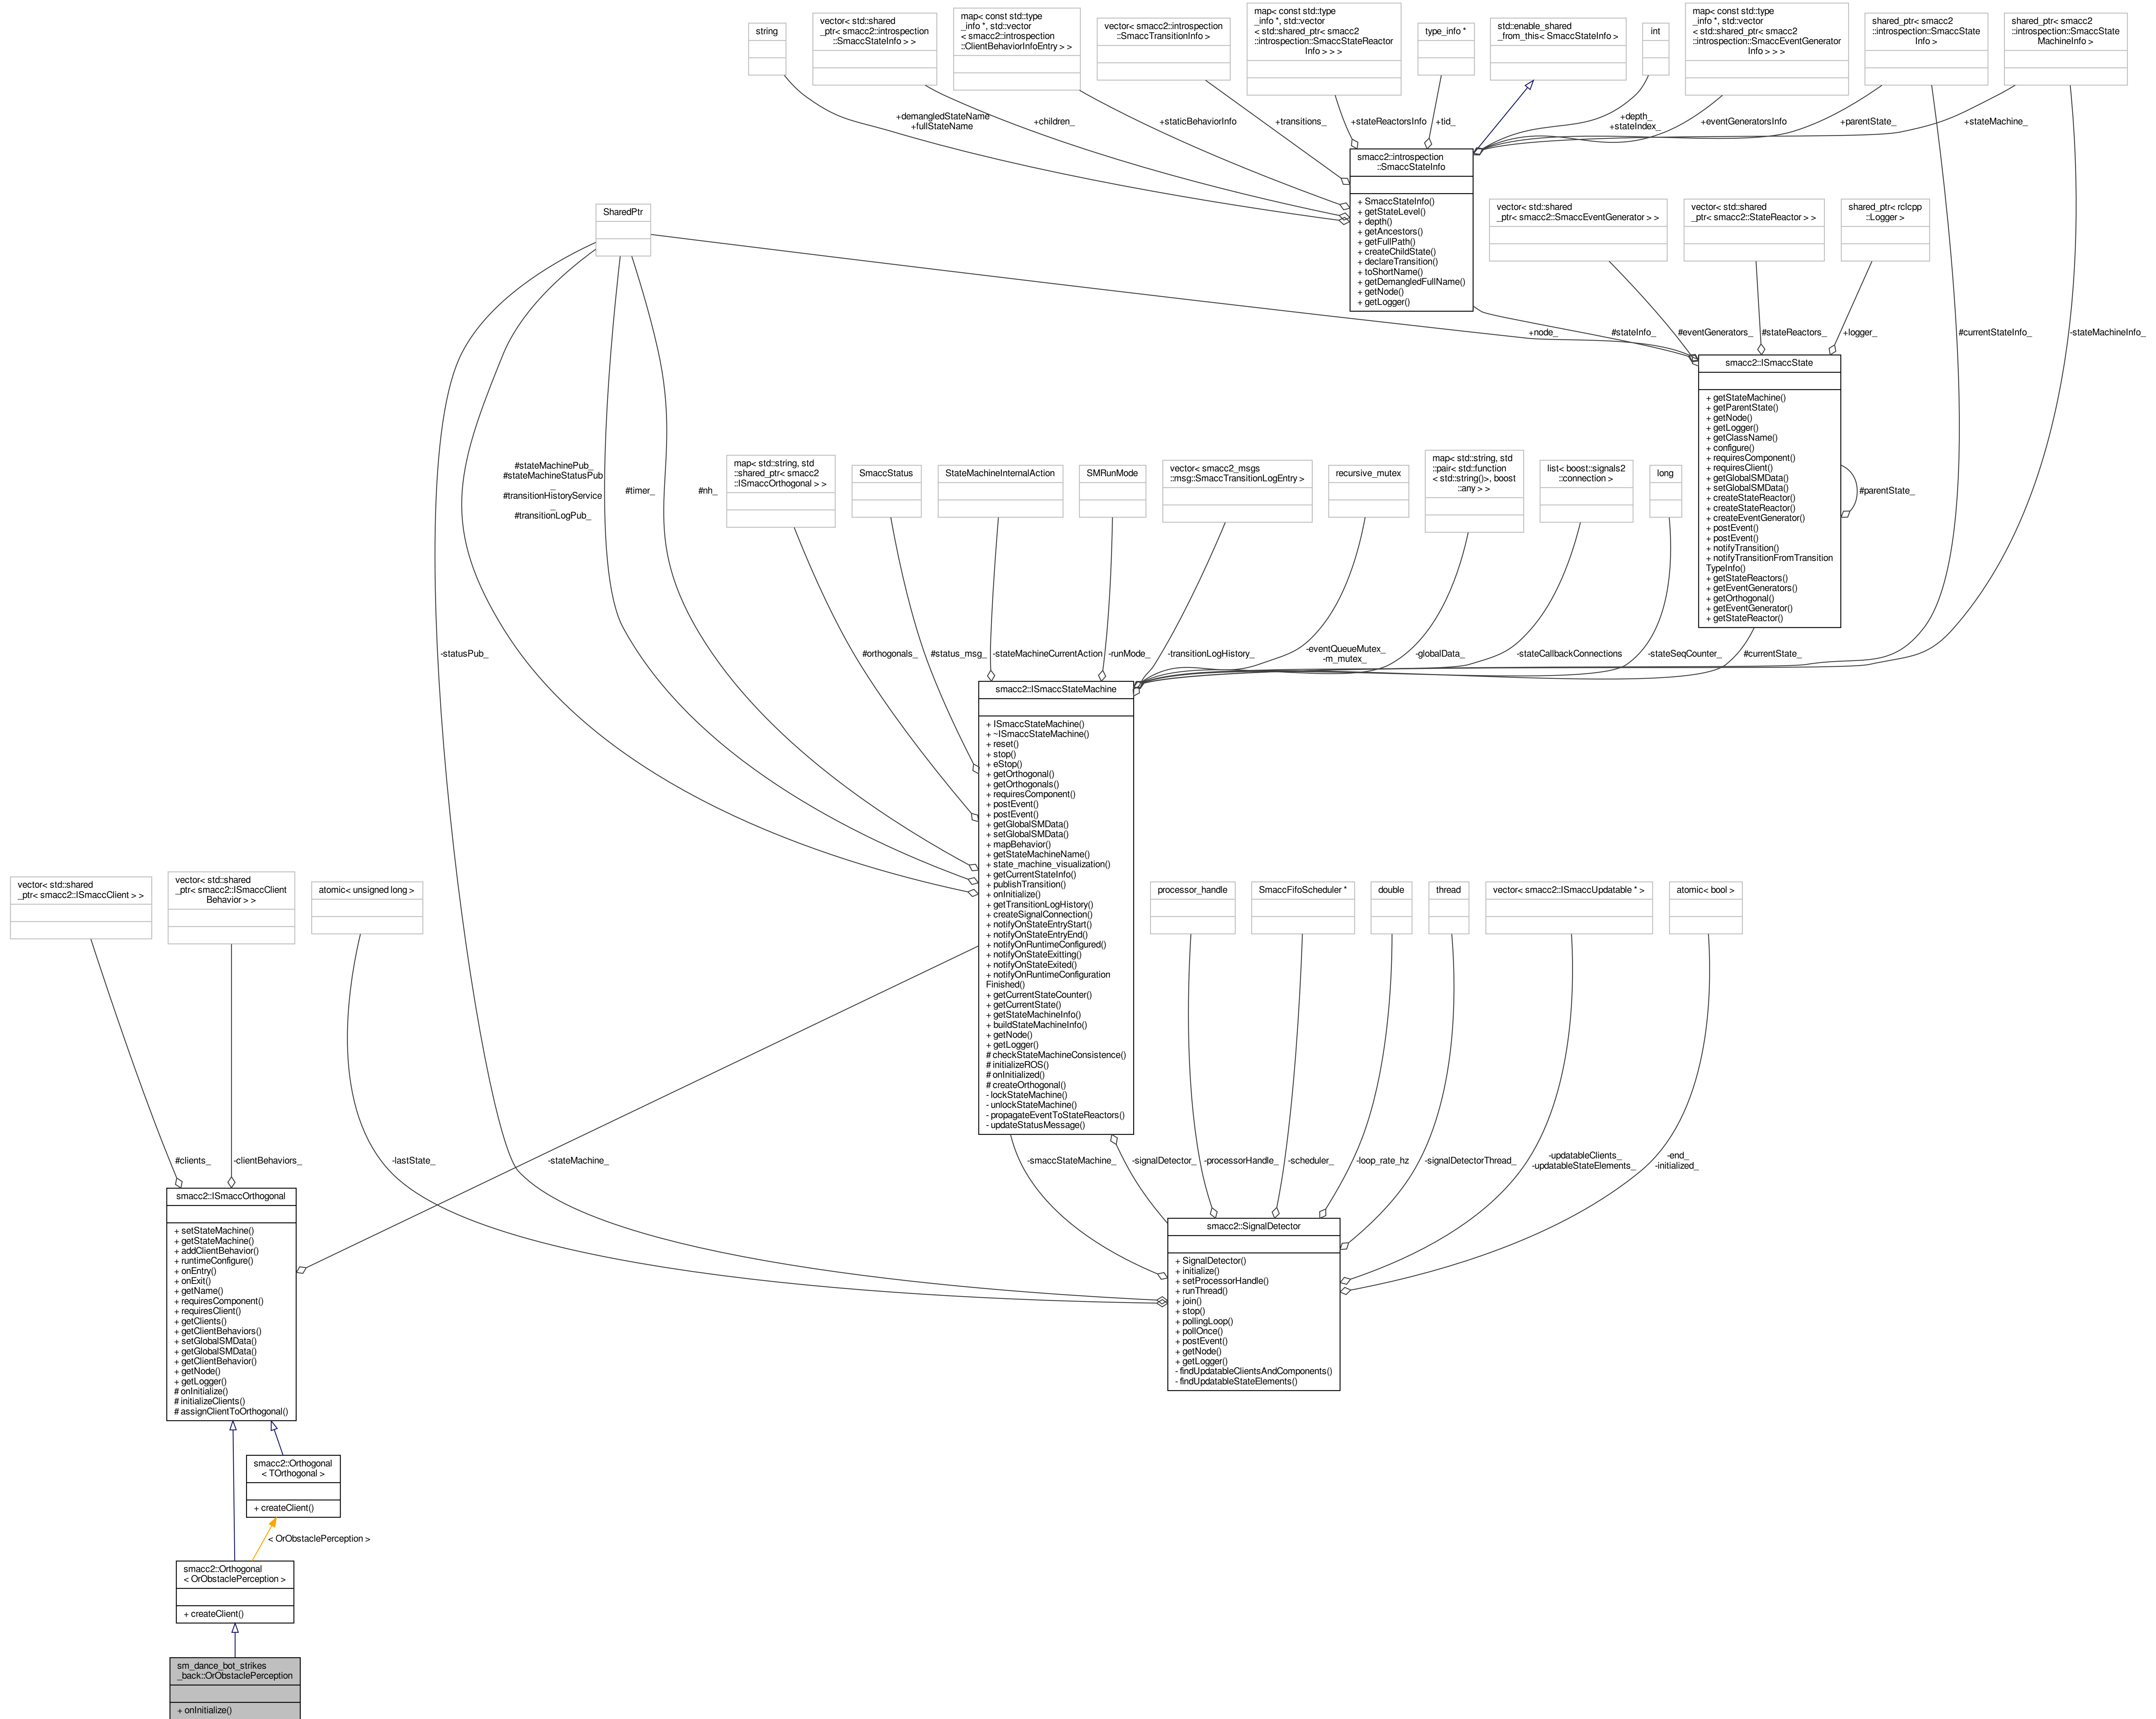 string
vector< std::shared
_ptr< smacc2::introspection
::SmaccStateInfo > >
map< const std::type
_info *, std::vector
< smacc2::introspection
::ClientBehaviorInfoEntry > >
vector< smacc2::introspection
::SmaccTransitionInfo >
map< const std::type
_info *, std::vector
< std::shared_ptr< smacc2
::introspection::SmaccStateReactor
Info > > >
type_info *
std::enable_shared
_from_this< SmaccStateInfo >
int
map< const std::type
_info *, std::vector
< std::shared_ptr< smacc2
::introspection::SmaccEventGenerator
Info > > >
shared_ptr< smacc2
::introspection::SmaccState
Info >
shared_ptr< smacc2
::introspection::SmaccState
MachineInfo >
+demangledStateName
+fullStateName
+children_
+staticBehaviorInfo
+transitions_
+stateReactorsInfo
+tid_
+depth_
+stateIndex_
+eventGeneratorsInfo
+parentState_
+stateMachine_
smacc2::introspection
::SmaccStateInfo
+ SmaccStateInfo()
+ getStateLevel()
+ depth()
+ getAncestors()
+ getFullPath()
+ createChildState()
+ declareTransition()
+ toShortName()
+ getDemangledFullName()
+ getNode()
+ getLogger()
SharedPtr
vector< std::shared
_ptr< smacc2::SmaccEventGenerator > >
vector< std::shared
_ptr< smacc2::StateReactor > >
shared_ptr< rclcpp
::Logger >
+node_
#stateInfo_
#eventGenerators_
#stateReactors_
+logger_
#currentStateInfo_
-stateMachineInfo_
smacc2::ISmaccState
+ getStateMachine()
+ getParentState()
+ getNode()
+ getLogger()
+ getClassName()
+ configure()
+ requiresComponent()
+ requiresClient()
+ getGlobalSMData()
+ setGlobalSMData()
+ createStateReactor()
+ createStateReactor()
+ createEventGenerator()
+ postEvent()
+ postEvent()
+ notifyTransition()
+ notifyTransitionFromTransition
TypeInfo()
+ getStateReactors()
+ getEventGenerators()
+ getOrthogonal()
+ getEventGenerator()
+ getStateReactor()
#parentState_
#stateMachinePub_
#stateMachineStatusPub
_
#transitionHistoryService
_
#transitionLogPub_
#timer_
#nh_
map< std::string, std
::shared_ptr< smacc2
::ISmaccOrthogonal > >
SmaccStatus
StateMachineInternalAction
SMRunMode
vector< smacc2_msgs
::msg::SmaccTransitionLogEntry >
recursive_mutex
map< std::string, std
::pair< std::function
< std::string()>, boost
::any > >
list< boost::signals2
::connection >
long
-statusPub_
#orthogonals_
#status_msg_
-stateMachineCurrentAction
-runMode_
-transitionLogHistory_
-eventQueueMutex_
-m_mutex_
-globalData_
-stateCallbackConnections
-stateSeqCounter_
#currentState_
smacc2::ISmaccStateMachine
+ ISmaccStateMachine()
+ ~ISmaccStateMachine()
+ reset()
+ stop()
+ eStop()
+ getOrthogonal()
+ getOrthogonals()
+ requiresComponent()
+ postEvent()
+ postEvent()
+ getGlobalSMData()
+ setGlobalSMData()
+ mapBehavior()
+ getStateMachineName()
+ state_machine_visualization()
+ getCurrentStateInfo()
+ publishTransition()
+ onInitialize()
+ getTransitionLogHistory()
+ createSignalConnection()
+ notifyOnStateEntryStart()
+ notifyOnStateEntryEnd()
+ notifyOnRuntimeConfigured()
+ notifyOnStateExitting()
+ notifyOnStateExited()
+ notifyOnRuntimeConfiguration
Finished()
+ getCurrentStateCounter()
+ getCurrentState()
+ getStateMachineInfo()
+ buildStateMachineInfo()
+ getNode()
+ getLogger()
# checkStateMachineConsistence()
# initializeROS()
# onInitialized()
# createOrthogonal()
- lockStateMachine()
- unlockStateMachine()
- propagateEventToStateReactors()
- updateStatusMessage()
vector< std::shared
_ptr< smacc2::ISmaccClient > >
vector< std::shared
_ptr< smacc2::ISmaccClient
Behavior > >
atomic< unsigned long >
processor_handle
SmaccFifoScheduler *
double
thread
vector< smacc2::ISmaccUpdatable * >
atomic< bool >
#clients_
-clientBehaviors_
-lastState_
-stateMachine_
-smaccStateMachine_
-signalDetector_
-processorHandle_
-scheduler_
-loop_rate_hz
-signalDetectorThread_
-updatableClients_
-updatableStateElements_
-end_
-initialized_
smacc2::ISmaccOrthogonal
+ setStateMachine()
+ getStateMachine()
+ addClientBehavior()
+ runtimeConfigure()
+ onEntry()
+ onExit()
+ getName()
+ requiresComponent()
+ requiresClient()
+ getClients()
+ getClientBehaviors()
+ setGlobalSMData()
+ getGlobalSMData()
+ getClientBehavior()
+ getNode()
+ getLogger()
# onInitialize()
# initializeClients()
# assignClientToOrthogonal()
smacc2::SignalDetector
+ SignalDetector()
+ initialize()
+ setProcessorHandle()
+ runThread()
+ join()
+ stop()
+ pollingLoop()
+ pollOnce()
+ postEvent()
+ getNode()
+ getLogger()
- findUpdatableClientsAndComponents()
- findUpdatableStateElements()
smacc2::Orthogonal
< TOrthogonal >
+ createClient()
< OrObstaclePerception >
smacc2::Orthogonal
< OrObstaclePerception >
+ createClient()
sm_dance_bot_strikes
_back::OrObstaclePerception
+ onInitialize()